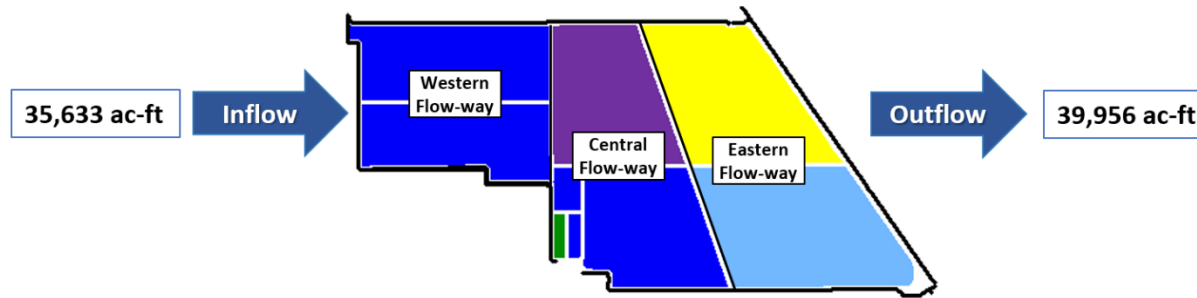 35,633 ac-ft
Inflow
Western
Flow-way
Central
Flow-way
Eastern
Flow-way
Outflow
39,956 ac-ft